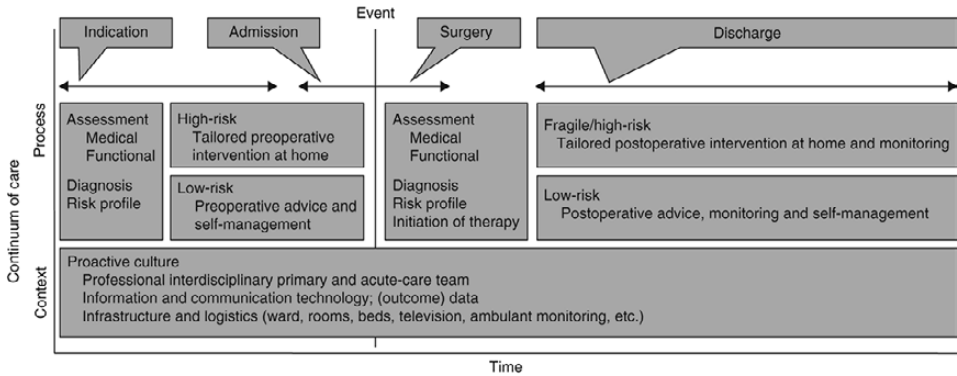 Event
Indication
Admission
Surgery
Discharge
Continuum of care
Process
Assessment
Medical
Functional
Diagnosis
Risk profile
High-risk
Tailored preoperative
intervention at home
Low-risk
Preoperative advice and
self-management
Assessment
Medical
Functional
Diagnosis
Risk profile
Initiation of therapy
Fragile/high-risk
Tailored postoperative intervention at home and monitoring
Low-risk
Postoperative advice, monitoring and self-management
Context
Proactive culture
Professional interdisciplinary primary and acute-care team
Information and communication technology; (outcome) data
Infrastructure and logistics (ward, rooms, beds, television, ambulant monitoring, etc.)
Time